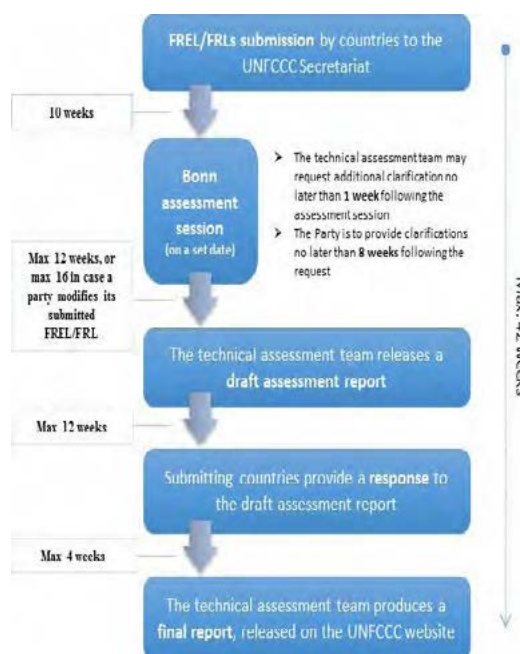 FREL/FRLs submission by countries to the
UNFCCC Secretariat
10 weeks
Bonn
assessment
session
(on a set date)
➤ The technical assessment team may
request additional clarification no
later than 1 week following the
assessment session
➤ The Party is to provide clarifications
no later than 8 weeks following the
request
Max 12 weeks, or
max 16 in case a
party modifies its
submitted
FREL/FRL
Max. 42 weeks
The technical assessment team releases a
draft assessment report
Max 12 weeks
Submitting countries provide a response to
the draft assessment report
Max 4 weeks
The technical assessment team produces a
final report, released on the UNFCCC website